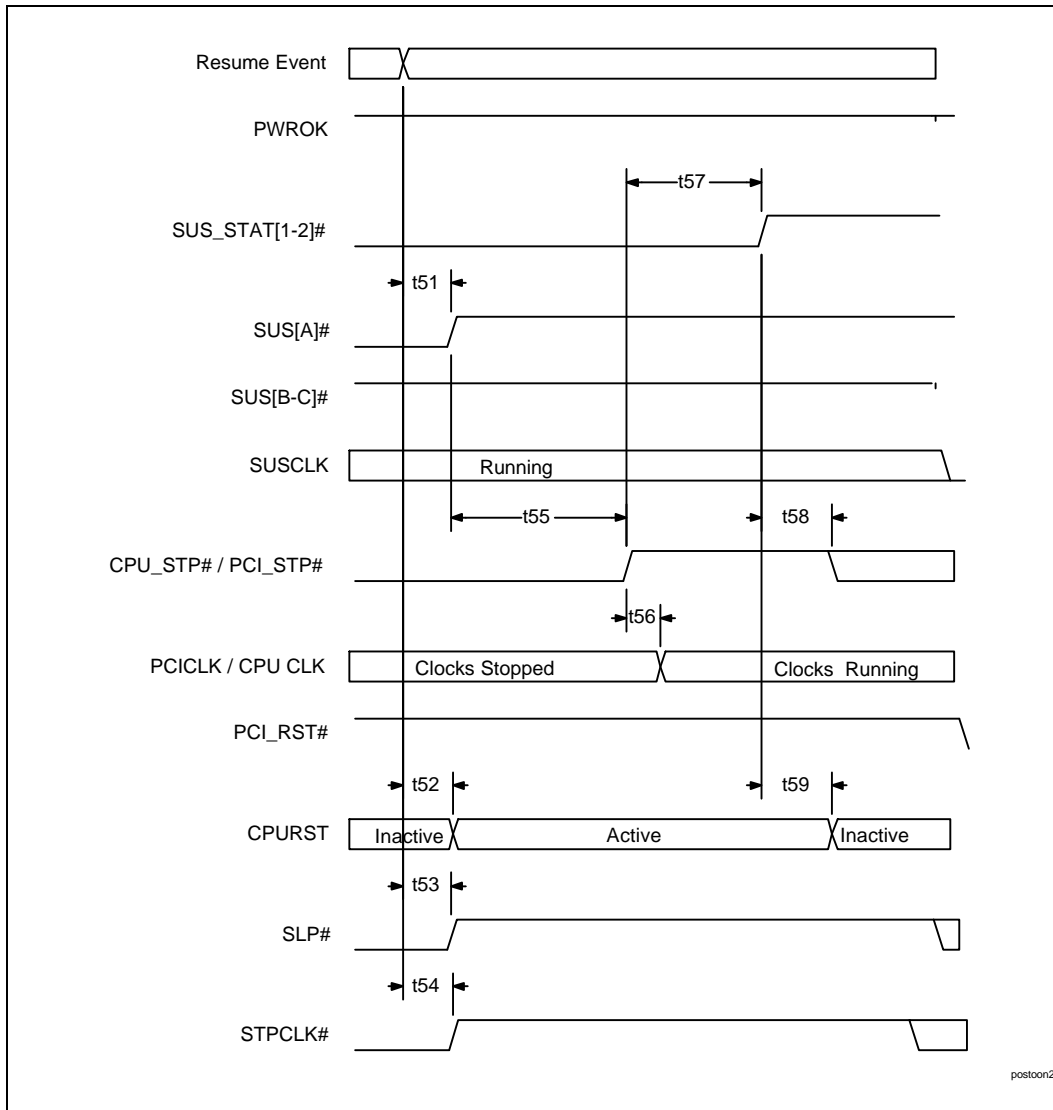 Resume Event
PWROK
t57
SUS_STAT[1-2]#
t51
SUS[A]#
SUS[B-C]#
SUSCLK
Running
t55
t58
CPU_STP# / PCI_STP#
t56
PCICLK / CPU CLK
Clocks Stopped
Clocks Running
PCI_RST#
t52
t59
CPURST
Inactive
Active
Inactive
t53
SLP#
t54
STPCLK#
postoon2